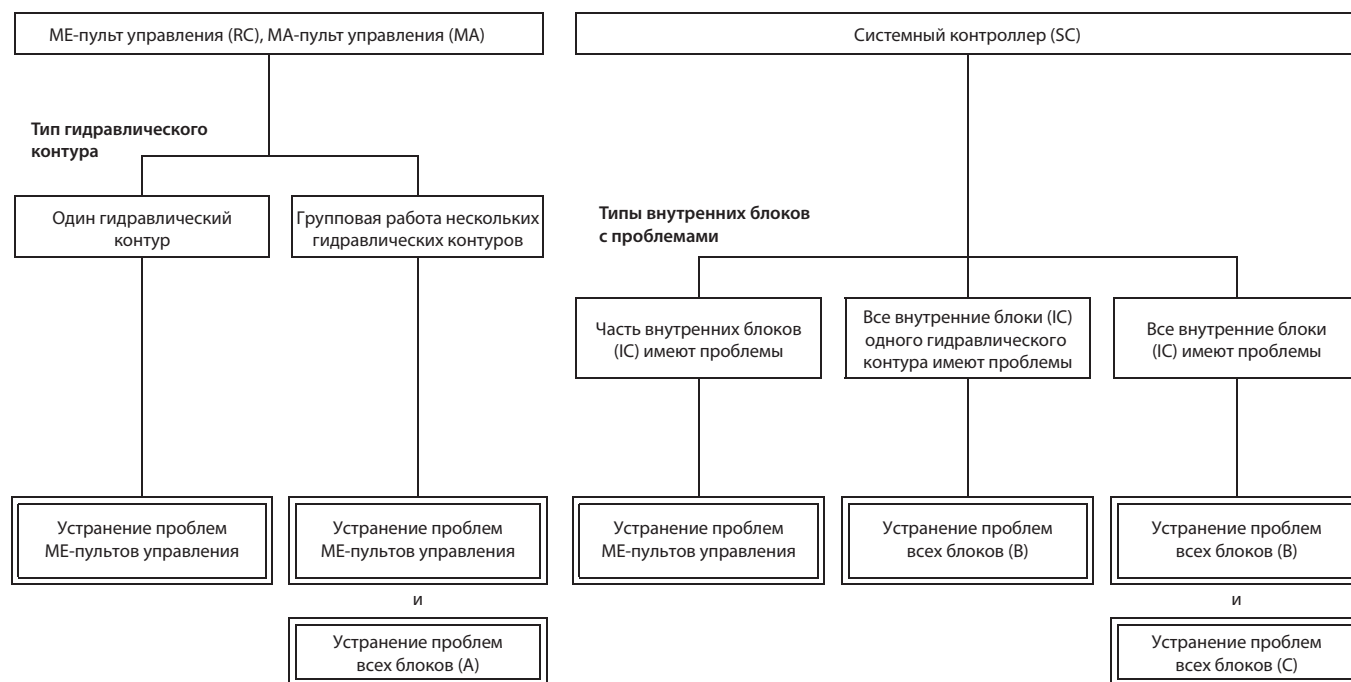 МЕ-пульт управления (RC), МА-пульт управления (МА)
Системный контроллер (SC)
Тип гидравлического
контура
Один гидравлический
контур
Групповая работа нескольких
гидравлических контуров
Типы внутренних блоков
с проблемами
Часть внутренних блоков
(IC) имеют проблемы
Все внутренние блоки (IC)
одного гидравлического
контура имеют проблемы
Все внутренние блоки
(IC) имеют проблемы
Устранение проблем
МЕ-пультов управления
Устранение проблем
МЕ-пультов управления
Устранение проблем
МЕ-пультов управления
Устранение проблем
всех блоков (В)
Устранение проблем
всех блоков (В)
и
и
Устранение проблем
всех блоков (А)
Устранение проблем
всех блоков (С)